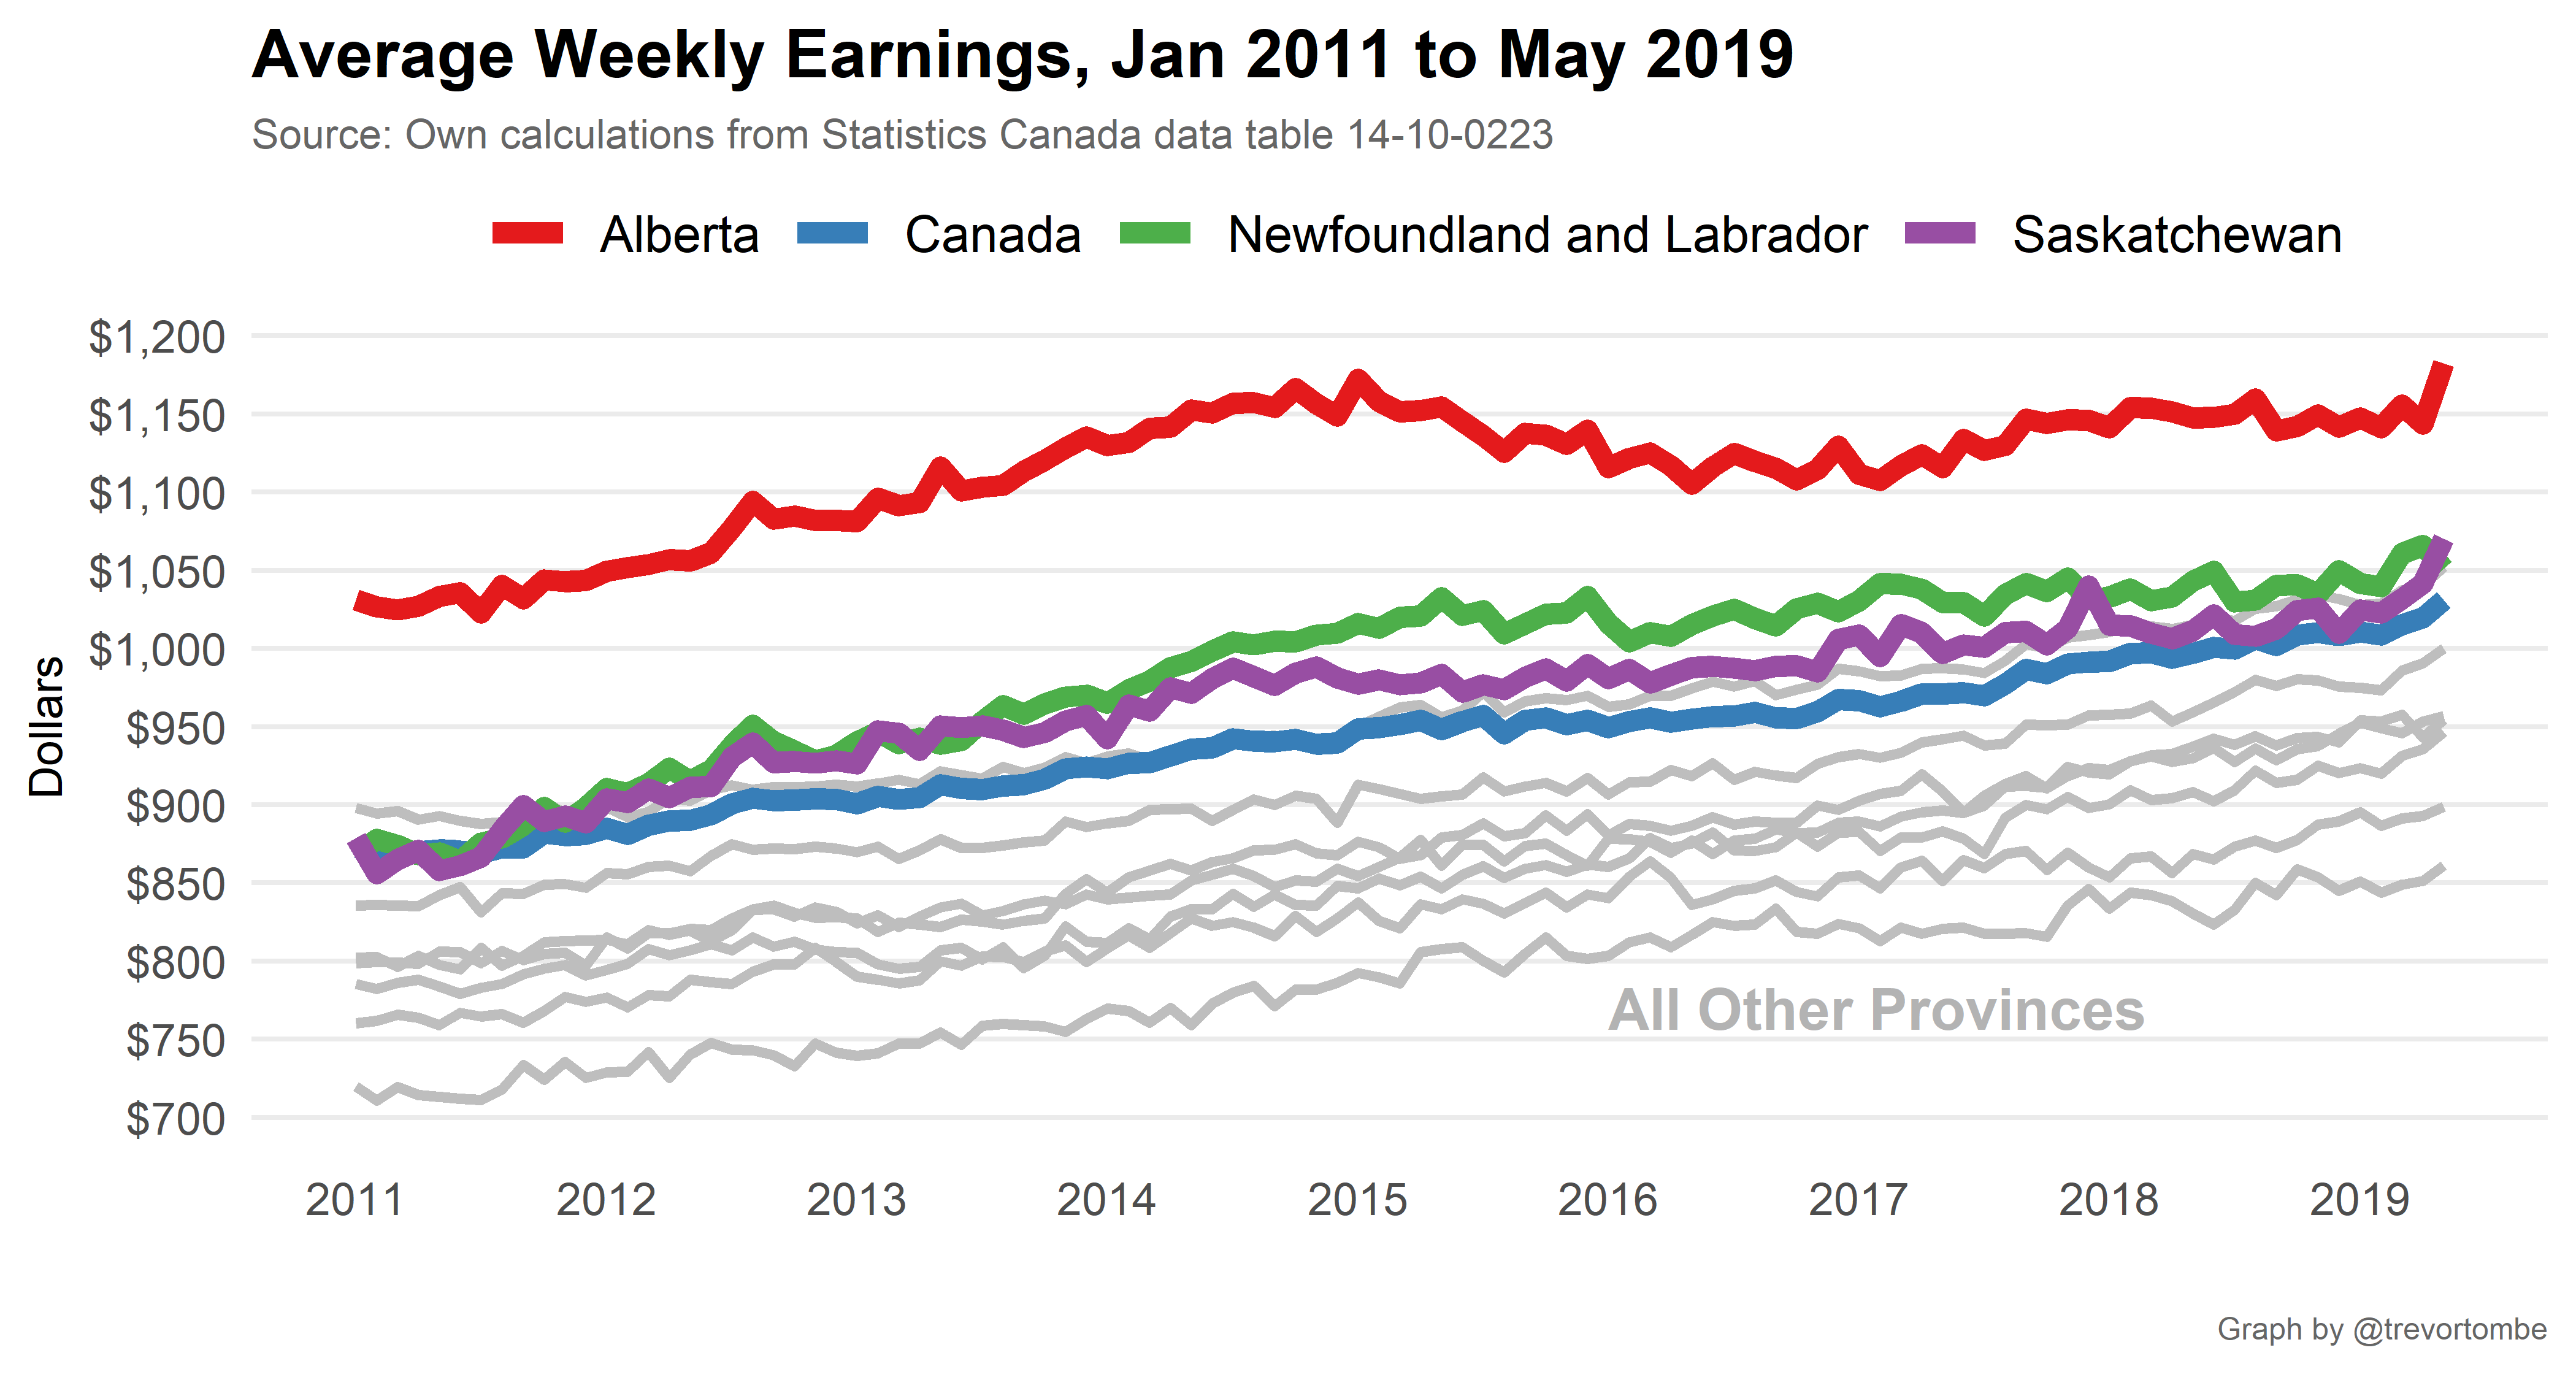 Average Weekly Earnings, Jan 2011 to May 2019
Source: Own calculations from Statistics Canada data table 14-10-0223
Alberta Canada Newfoundland and Labrador Saskatchewan
$1,200
$1,150
$1,100
$1,050
$1,000
$950
$900
$850
$800
$750
$700
Dollars
All Other Provinces
2011 2012 2013 2014 2015 2016 2017 2018 2019
Graph by @trevortombe